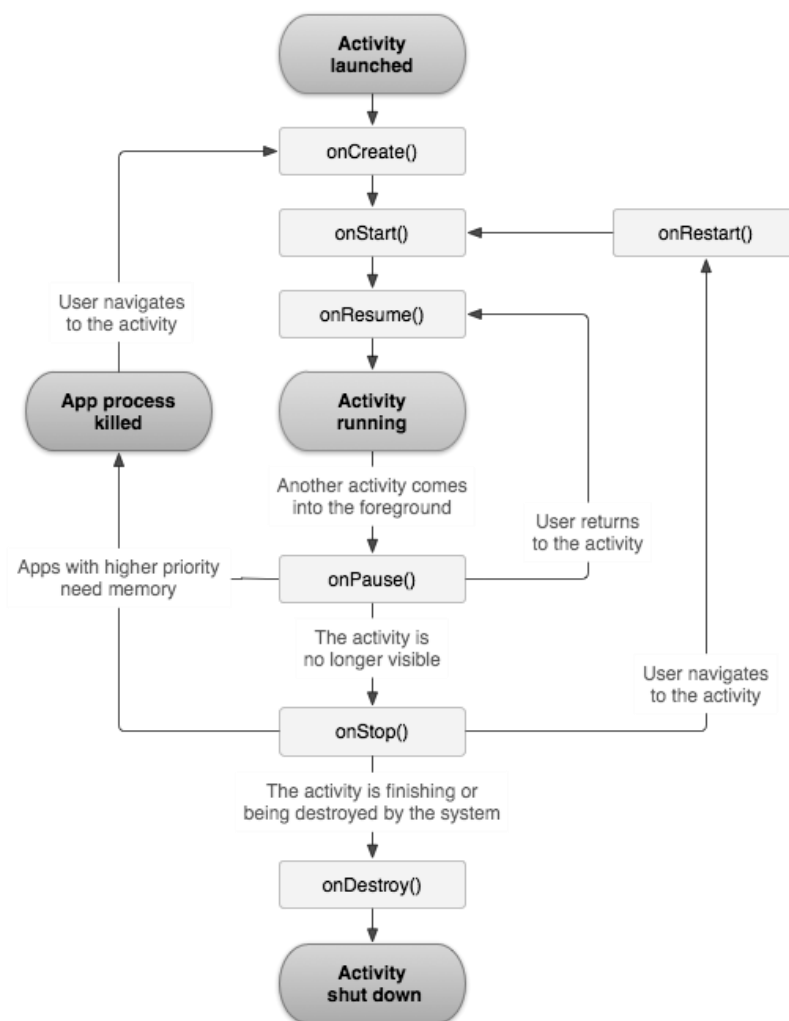 Activity
launched
onCreate()
onStart()
onRestart()
User navigates
to the activity
onResume()
App process
killed
Activity
running
Another activity comes
into the foreground
User returns
to the activity
Apps with higher priority
need memory
onPause()
The activity is
no longer visible
User navigates
to the activity
onStop()
The activity is finishing or
being destroyed by the system
onDestroy()
Activity
shut down